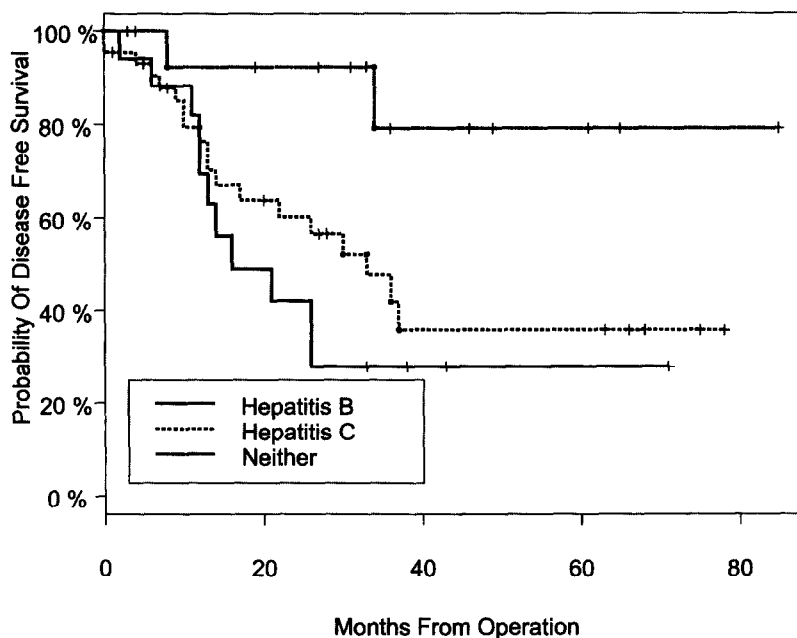 Probability Of Disease Free Survival
100 %
80 %
60 %
40 %
20 %
0 %
Hepatitis B
Hepatitis C
Neither
0 20 40 60 80
Months From Operation